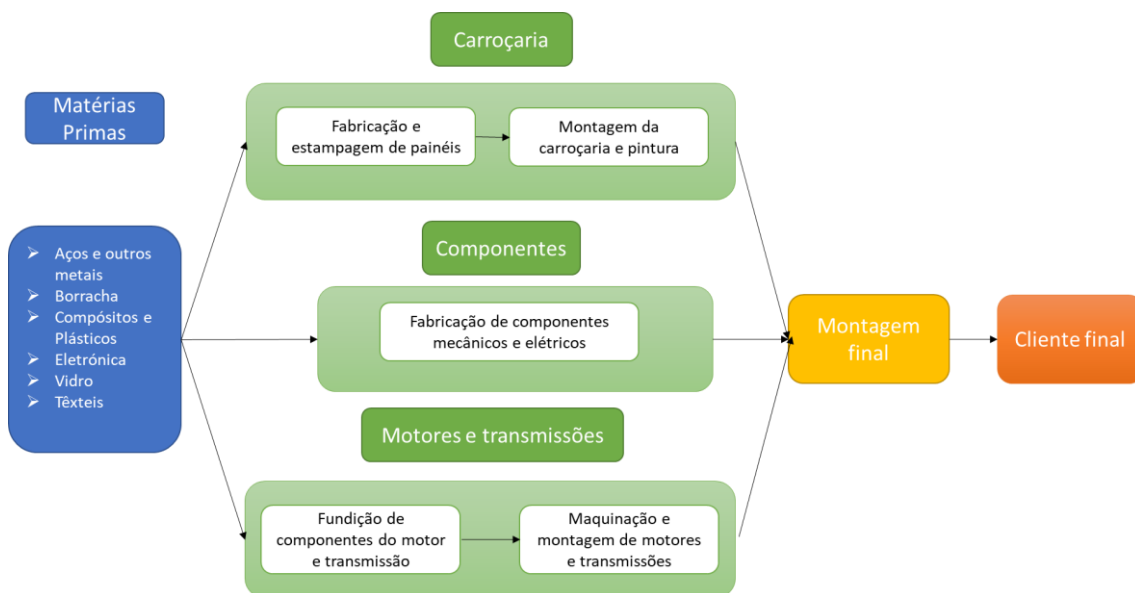 Carroçaria
Matérias
Primas
Fabricação e
estampagem de painéis
Montagem da
carroçaria e pintura
Componentes
Aços e outros
metais
Borracha
Compósitos e
Plásticos
Eletrónica
Vidro
Têxteis
Fabricação de componentes
mecânicos e elétricos
Montagem
final
Cliente final
Motores e transmissões
Fundição de
componentes do motor
e transmissão
Maquinação e
montagem de motores
e transmissões